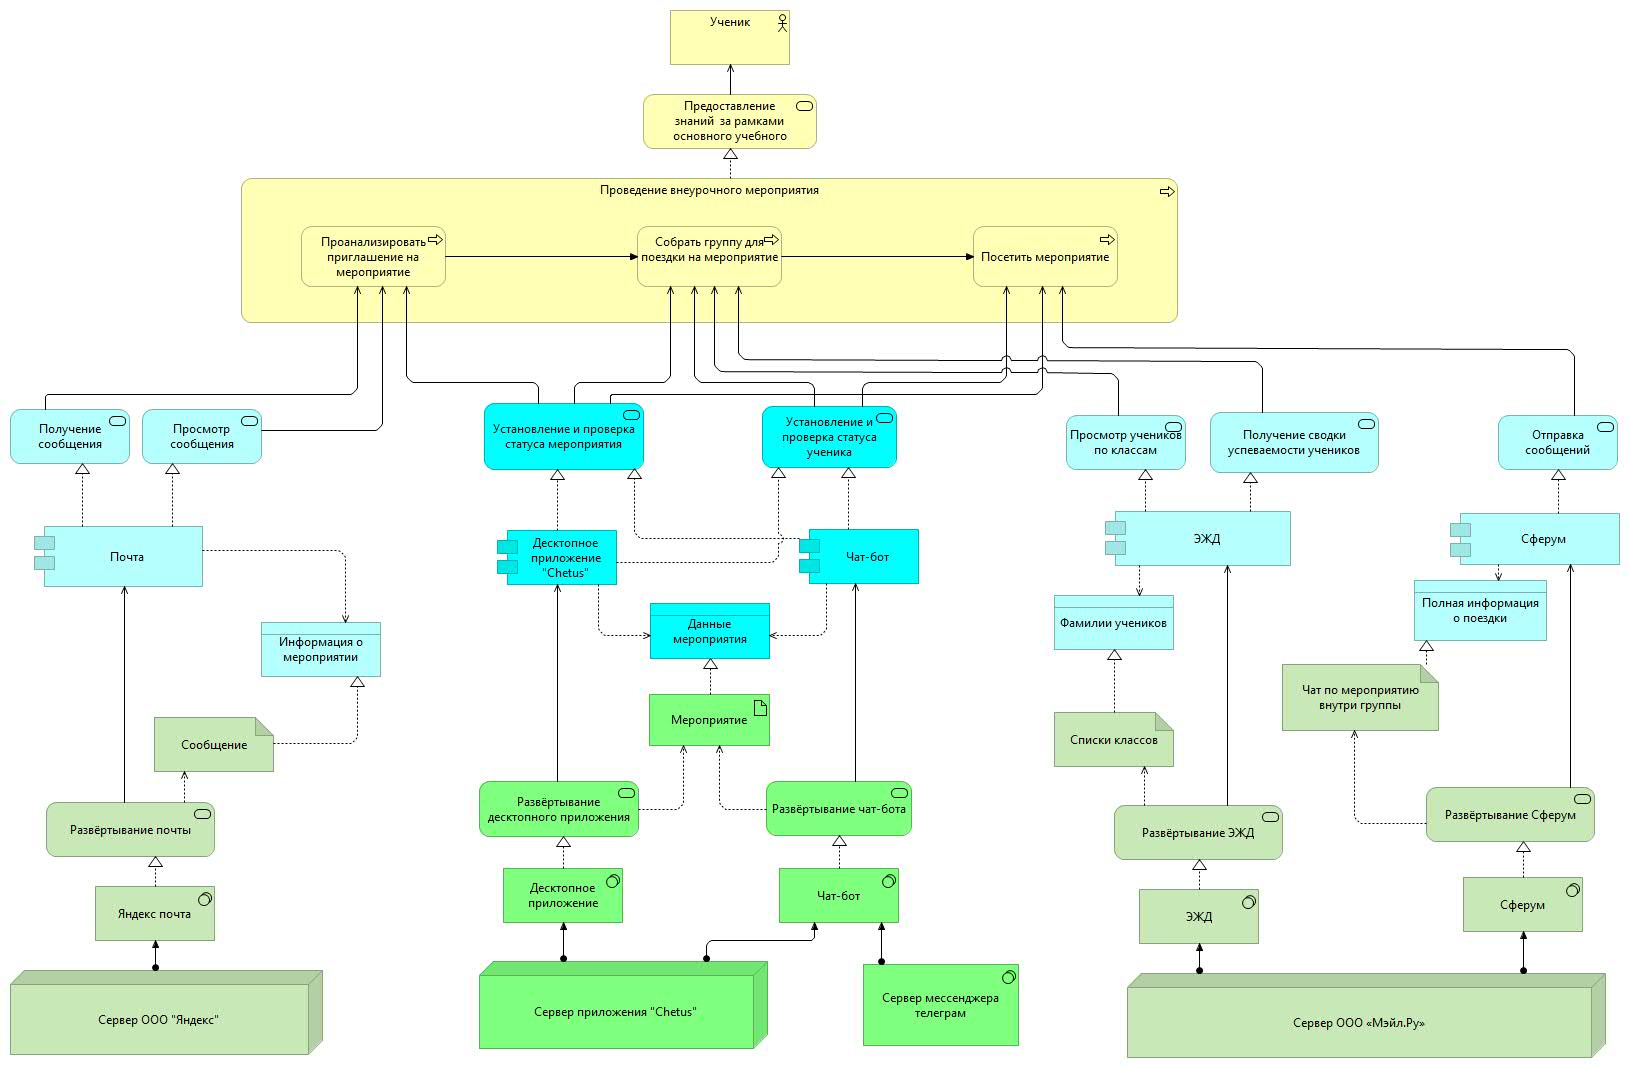 Ученик
Предоставление
знаний за рамками
основного учебного
Проведение внеурочного мероприятия
Проанализировать
приглашение на
мероприятие
Собрать группу для
поездки на мероприятие
Посетить мероприятие
Получение
сообщения
Просмотр
сообщения
Установление и проверка
статуса мероприятия
Установление и
проверка статуса
ученика
Просмотр учеников
по классам
Получение сводки
успеваемости учеников
Отправка
сообщений
Почта
Десктопное
приложение
"Chetus"
Чат-бот
ЭЖД
Сферум
Информация о
мероприятии
Данные
мероприятия
Фамилии учеников
Полная информация
о поездки
Сообщение
Мероприятие
Списки классов
Чат по мероприятию
внутри группы
Развёртывание почты
Развёртывание
десктопного приложения
Развёртывание чат-бота
Развёртывание ЭЖД
Развёртывание Сферум
Яндекс почта
Десктопное
приложение
Чат-бот
ЭЖД
Сферум
Сервер ООО "Яндекс"
Сервер приложения "Chetus"
Сервер мессенджера
телеграм
Сервер ООО «Мэйл.Ру»